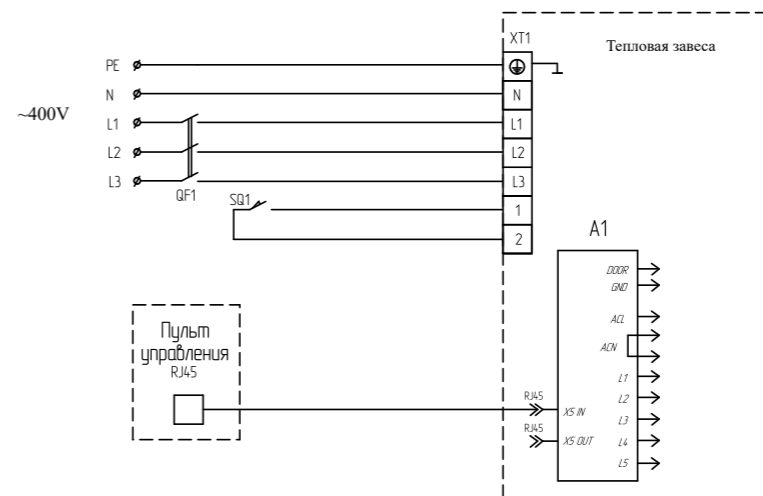 XT1
Тепловая завеса
PE
N
N
~400V
L1
L1
L2
L2
L3
L3
QF1
SQ1
1
2
A1
DOOR
GND
ACL
ACN
L1
L2
L3
L4
L5
Пульт
управления
RJ45
RJ45
X5 IN
RJ45
X5 OUT